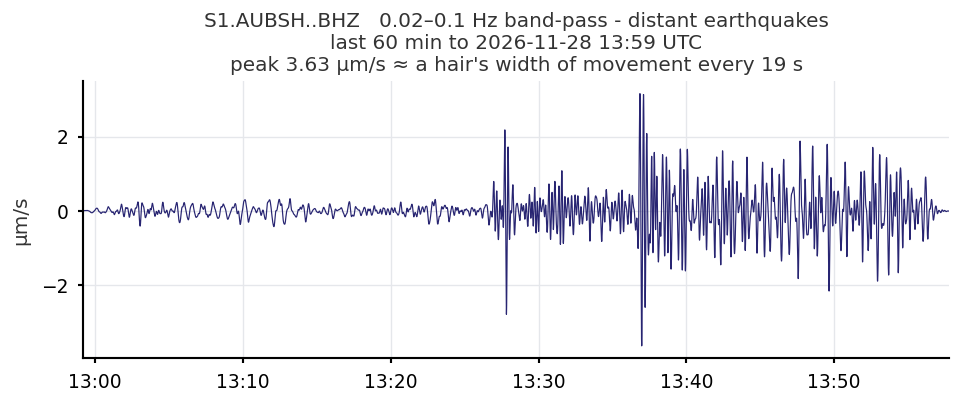 S1.AUBSH..BHZ   0.02–0.1 Hz band-pass - distant earthquakes
last 60 min to 2026-11-28 13:59 UTC
peak 3.63 µm/s ≈ a hair's width of movement every 19 s
µm/s
2
0
−2
13:00
13:10
13:20
13:30
13:40
13:50